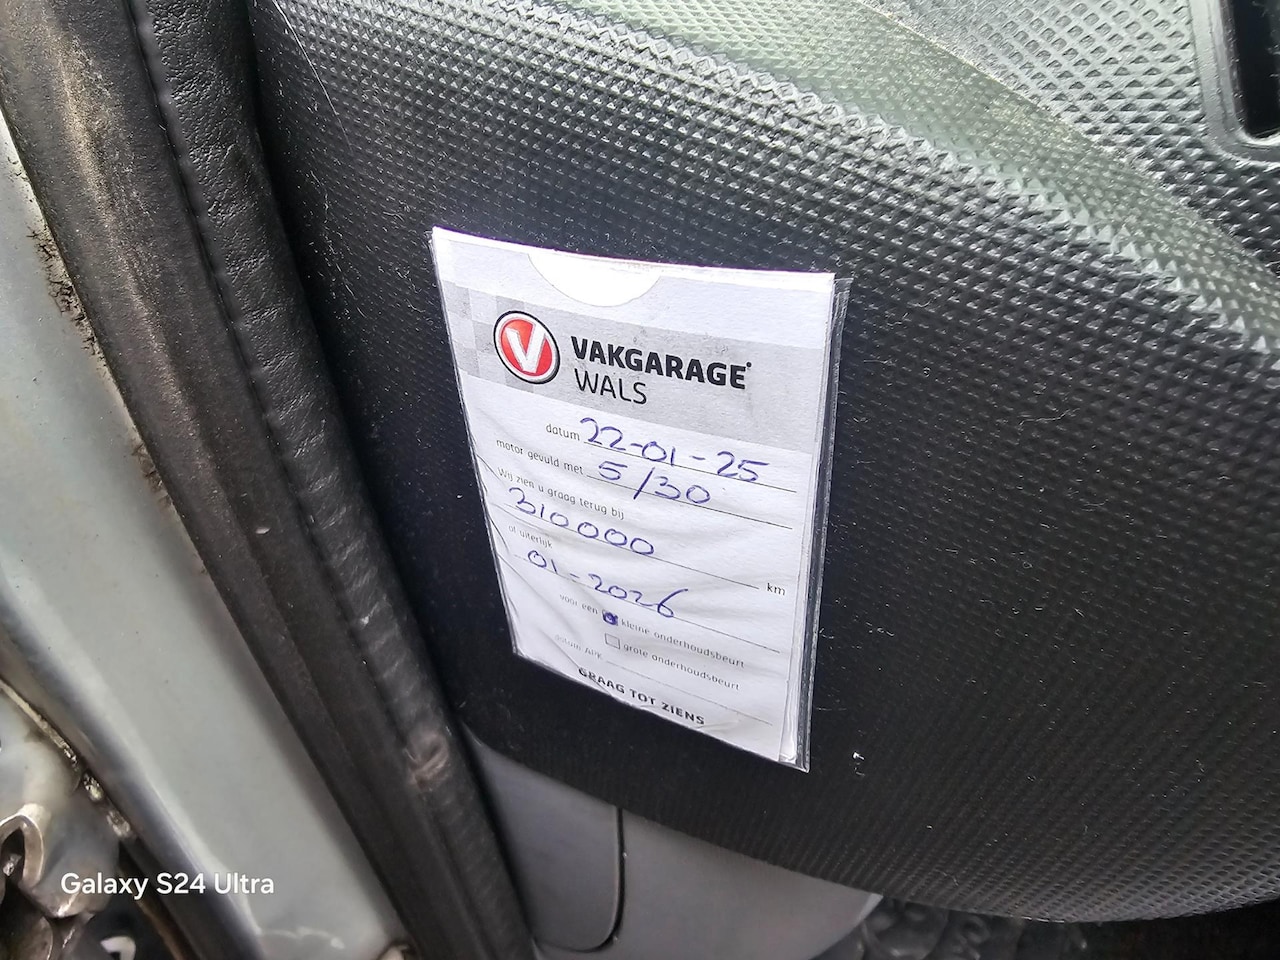 VAKGARAGE
WALS
datum 22-01-25
motor gevuld met 5/30
Wij zien u graag terug bij
310000 km
of uiterlijk
01-2026
voor een kleine onderhoudsbeurt
grote onderhoudsbeurt
datum APK
GRAAG TOT ZIENS
Galaxy S24 Ultra